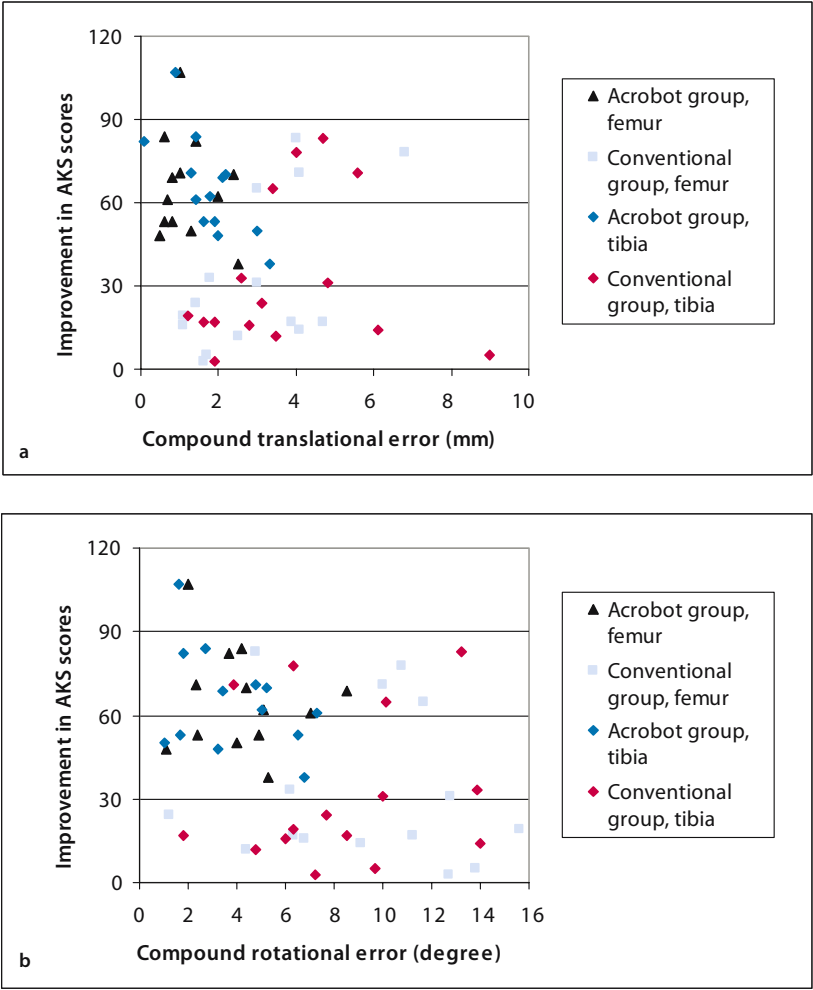 120
90
60
30
0
Improvement in AKS scores
0 2 4 6 8 10
Compound translational error (mm)
a
Acrobot group,
femur
Conventional
group, femur
Acrobot group,
tibia
Conventional
group, tibia
120
90
60
30
0
Improvement in AKS scores
0 2 4 6 8 10 12 14 16
Compound rotational error (degree)
b
Acrobot group,
femur
Conventional
group, femur
Acrobot group,
tibia
Conventional
group, tibia